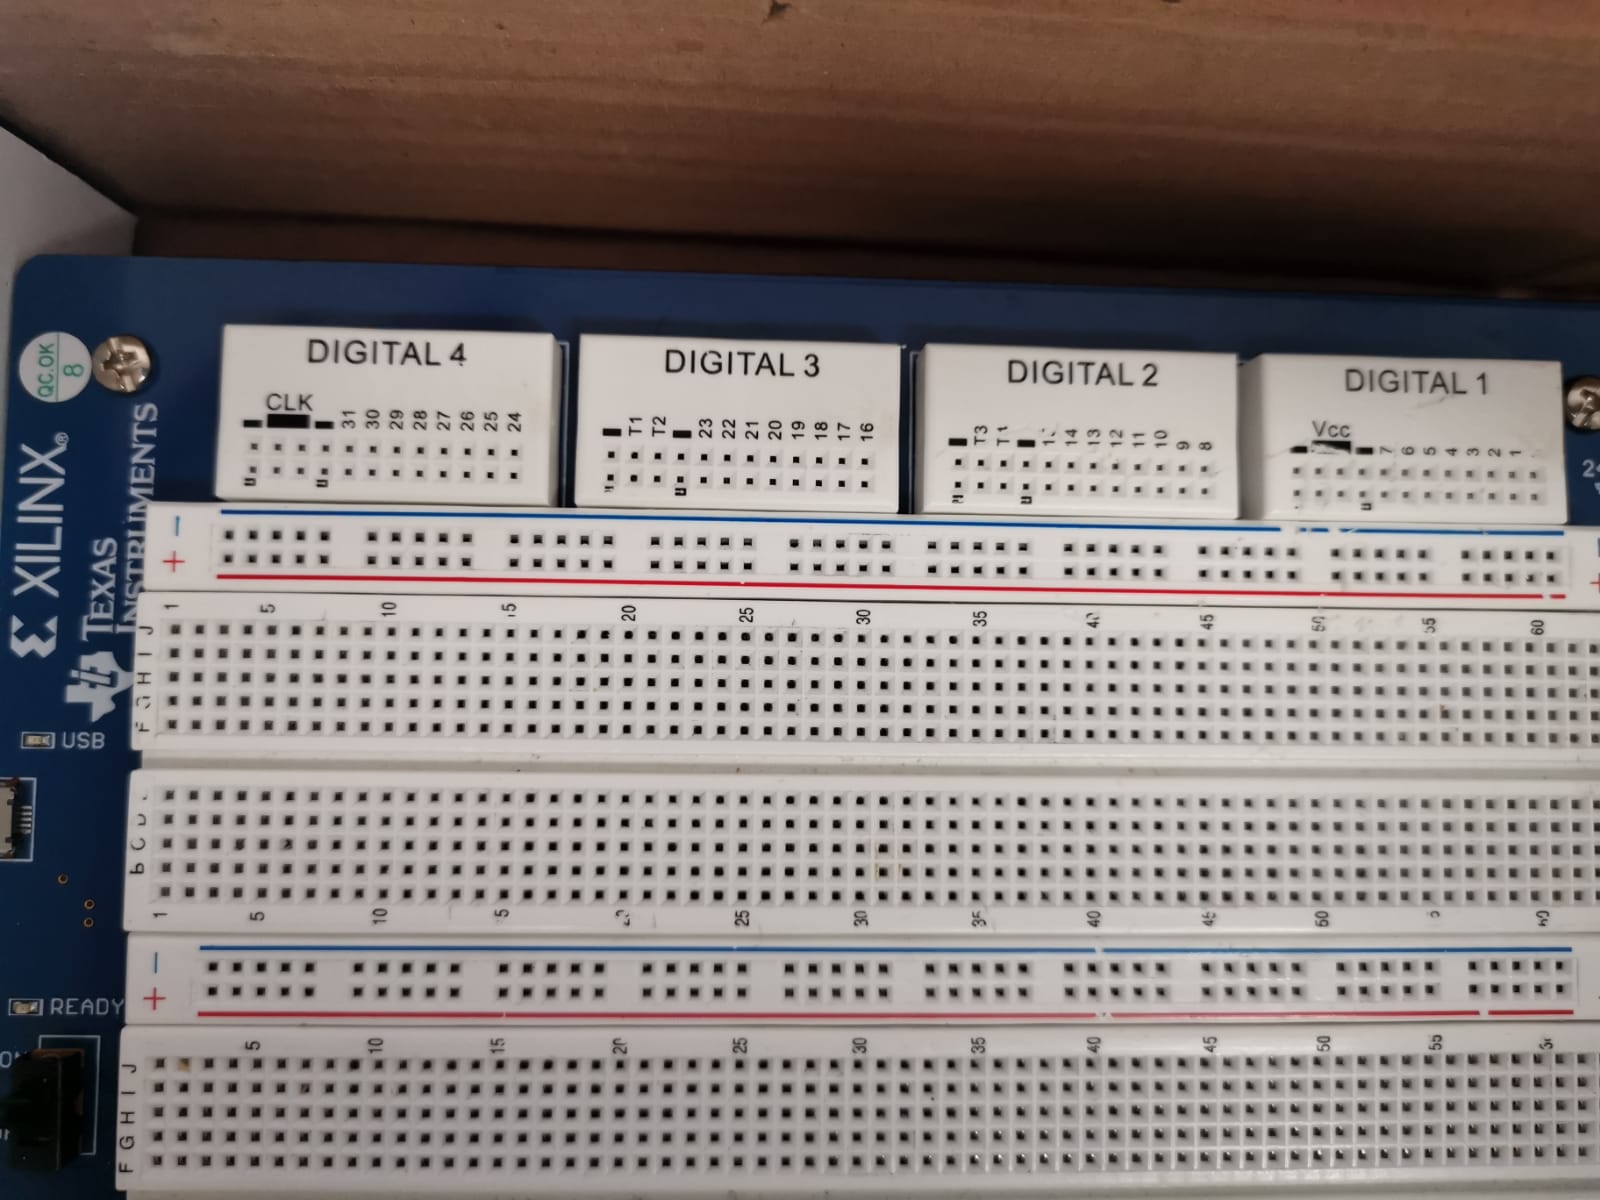 DIGITAL 4
CLK
31 30 29 28 27 26 25 24
DIGITAL 3
T1 T2 23 22 21 20 19 18 17 16
DIGITAL 2
T3 14 13 12 11 10 9 8
DIGITAL 1
Vcc
7 6 5 4 3 2 1
QC.OK
8
XILINX®
TEXAS
INSTRUMENTS
− +
1 5 10 20 25 30 35 45 60
J I H
USB
C
1 5 10 25 30 40
− +
READY
5 10 15 25 30 35 40 45 50 55
J I H G F